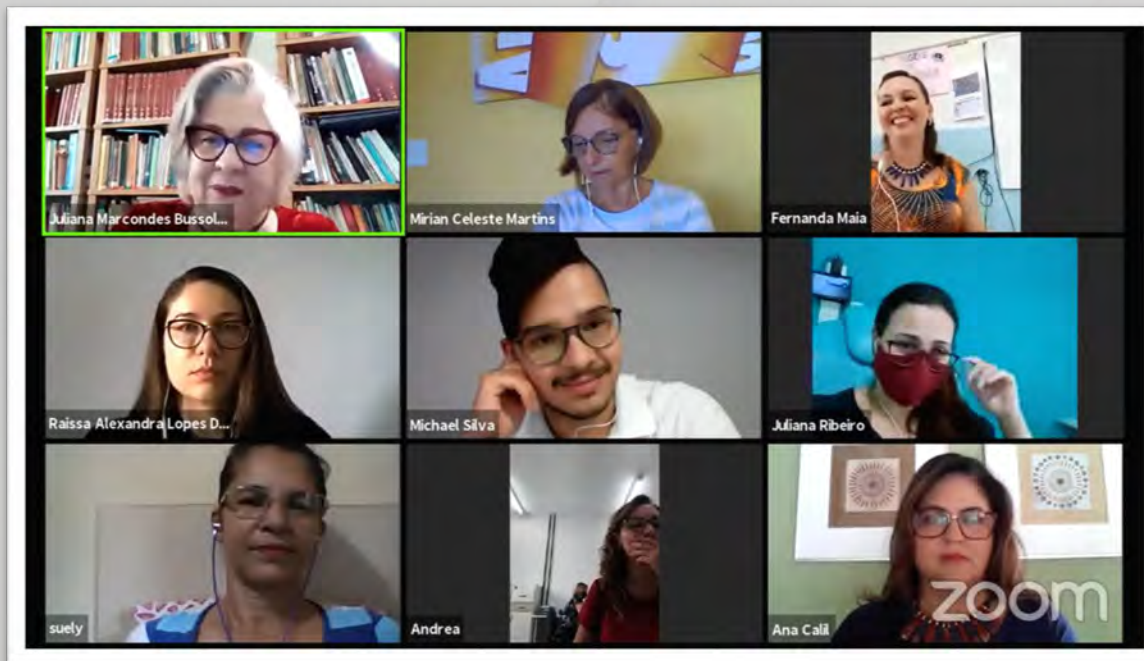 Juliana Marcondes Bussol...
Mirian Celeste Martins
Fernanda Maia
Raissa Alexandra Lopes D...
Michael Silva
Juliana Ribeiro
suely
Andrea
Ana Calil
zoom